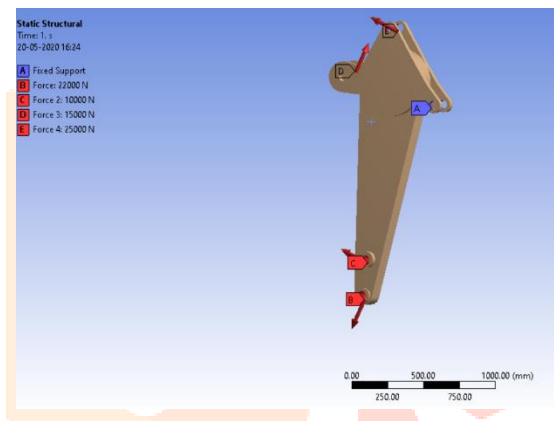 Static Structural
Time: 1. s
20-05-2020 16:24
A Fixed Support
B Force: 22000 N
C Force 2: 10000 N
D Force 3: 15000 N
E Force 4: 25000 N
E
D
A
C
B
0.00 500.00 1000.00 (mm)
250.00 750.00